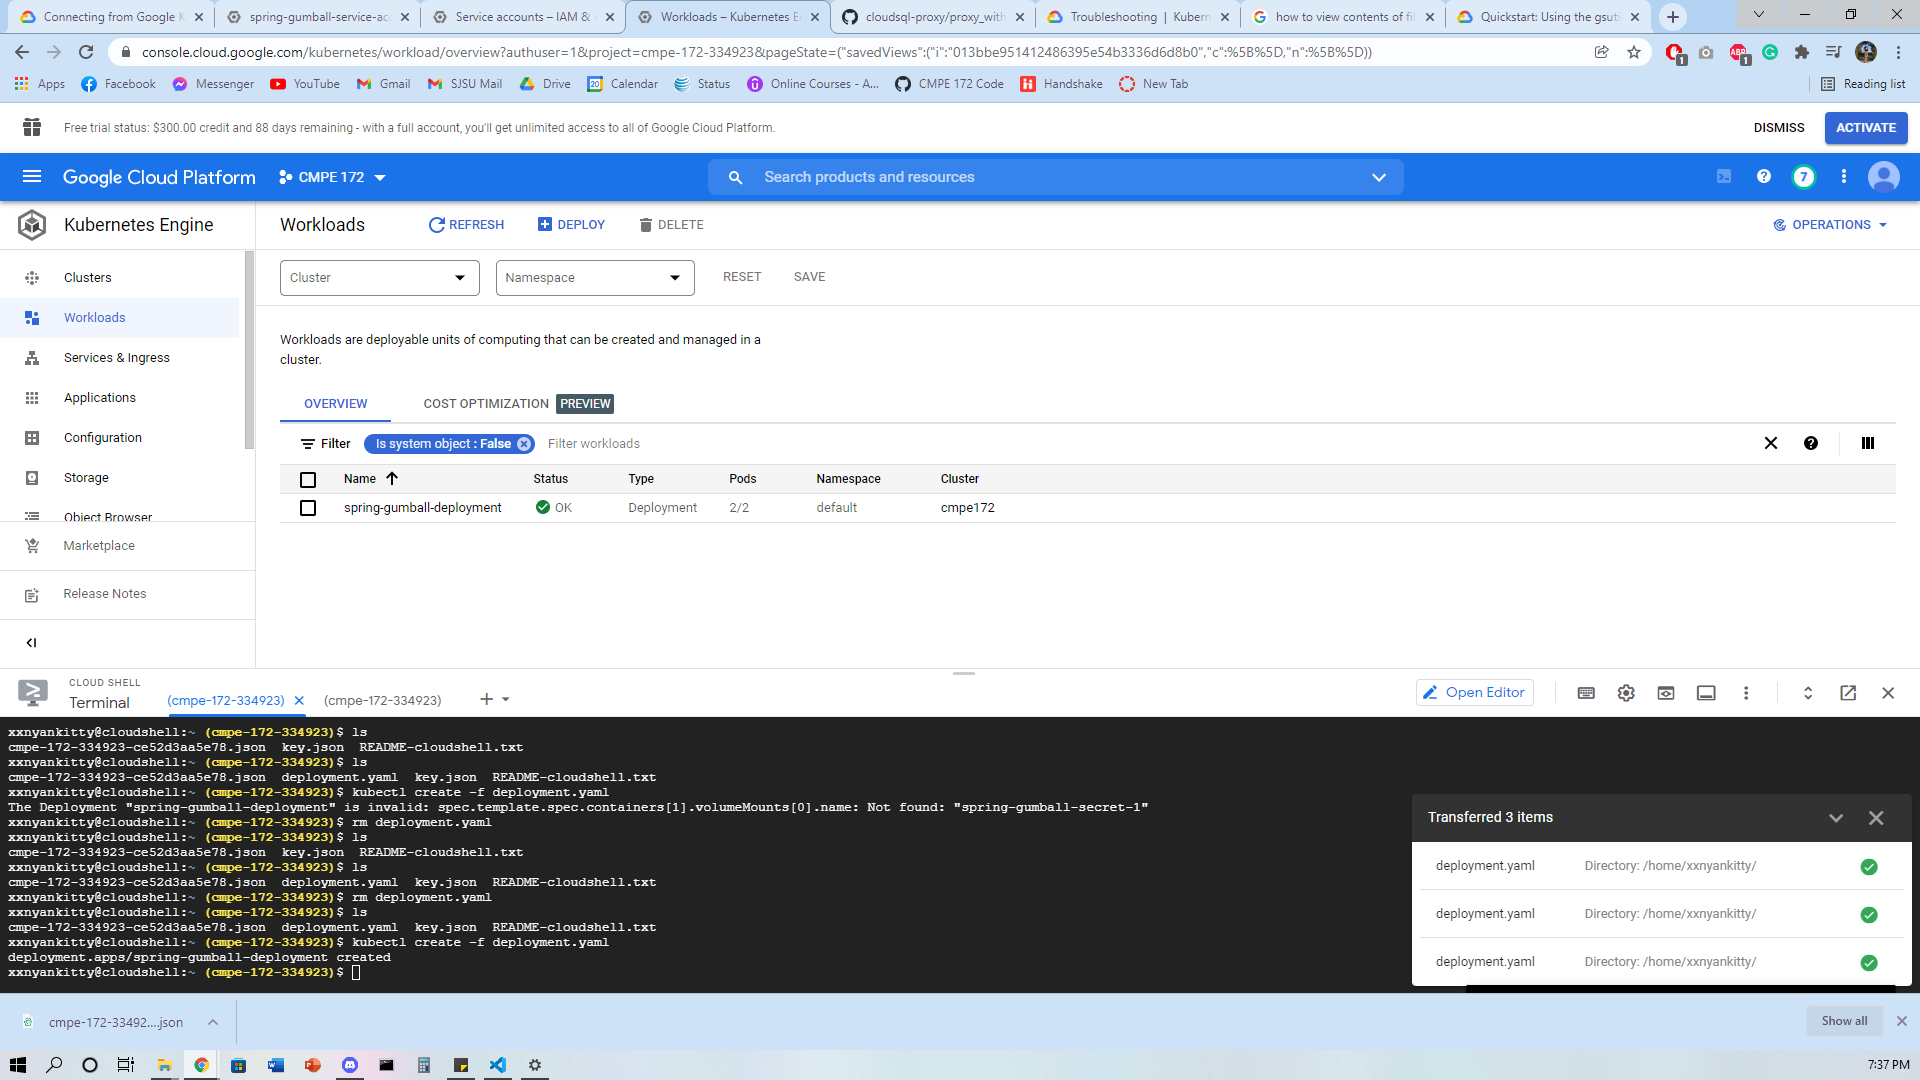 Connecting from Google K
spring-gumball-service-acc
Service accounts – IAM & A
Workloads – Kubernetes En
cloudsql-proxy/proxy_with
Troubleshooting | Kubern
how to view contents of fil
Quickstart: Using the gsuti
console.cloud.google.com/kubernetes/workload/overview?authuser=1&project=cmpe-172-334923&pageState=("savedViews":("i":"013bbe951412486395e54b3336d6d8b0","c":%5B%5D,"n":%5B%5D))
Apps
Facebook
Messenger
YouTube
Gmail
SJSU Mail
Drive
Calendar
Status
Online Courses - A...
CMPE 172 Code
Handshake
New Tab
Reading list
Free trial status: $300.00 credit and 88 days remaining - with a full account, you'll get unlimited access to all of Google Cloud Platform.
DISMISS
ACTIVATE
Google Cloud Platform
CMPE 172
Search products and resources
7
Kubernetes Engine
Workloads
REFRESH
DEPLOY
DELETE
OPERATIONS
Clusters
Workloads
Services & Ingress
Applications
Configuration
Storage
Object Browser
Marketplace
Release Notes
Cluster
Namespace
RESET
SAVE
Workloads are deployable units of computing that can be created and managed in a
cluster.
OVERVIEW
COST OPTIMIZATION
PREVIEW
Filter
Is system object : False
Filter workloads
Name
Status
Type
Pods
Namespace
Cluster
spring-gumball-deployment
OK
Deployment
2/2
default
cmpe172
CLOUD SHELL
Terminal
(cmpe-172-334923)
(cmpe-172-334923)
Open Editor
xxnyankitty@cloudshell:~ (cmpe-172-334923)$ ls
cmpe-172-334923-ce52d3aa5e78.json key.json README-cloudshell.txt
xxnyankitty@cloudshell:~ (cmpe-172-334923)$ ls
cmpe-172-334923-ce52d3aa5e78.json deployment.yaml key.json README-cloudshell.txt
xxnyankitty@cloudshell:~ (cmpe-172-334923)$ kubectl create -f deployment.yaml
The Deployment "spring-gumball-deployment" is invalid: spec.template.spec.containers[1].volumeMounts[0].name: Not found: "spring-gumball-secret-1"
xxnyankitty@cloudshell:~ (cmpe-172-334923)$ rm deployment.yaml
xxnyankitty@cloudshell:~ (cmpe-172-334923)$ ls
cmpe-172-334923-ce52d3aa5e78.json key.json README-cloudshell.txt
xxnyankitty@cloudshell:~ (cmpe-172-334923)$ ls
cmpe-172-334923-ce52d3aa5e78.json deployment.yaml key.json README-cloudshell.txt
xxnyankitty@cloudshell:~ (cmpe-172-334923)$ rm deployment.yaml
xxnyankitty@cloudshell:~ (cmpe-172-334923)$ ls
cmpe-172-334923-ce52d3aa5e78.json deployment.yaml key.json README-cloudshell.txt
xxnyankitty@cloudshell:~ (cmpe-172-334923)$ kubectl create -f deployment.yaml
deployment.apps/spring-gumball-deployment created
xxnyankitty@cloudshell:~ (cmpe-172-334923)$
Transferred 3 items
deployment.yaml Directory: /home/xxnyankitty/
deployment.yaml Directory: /home/xxnyankitty/
deployment.yaml Directory: /home/xxnyankitty/
cmpe-172-33492....json
Show all
7:37 PM